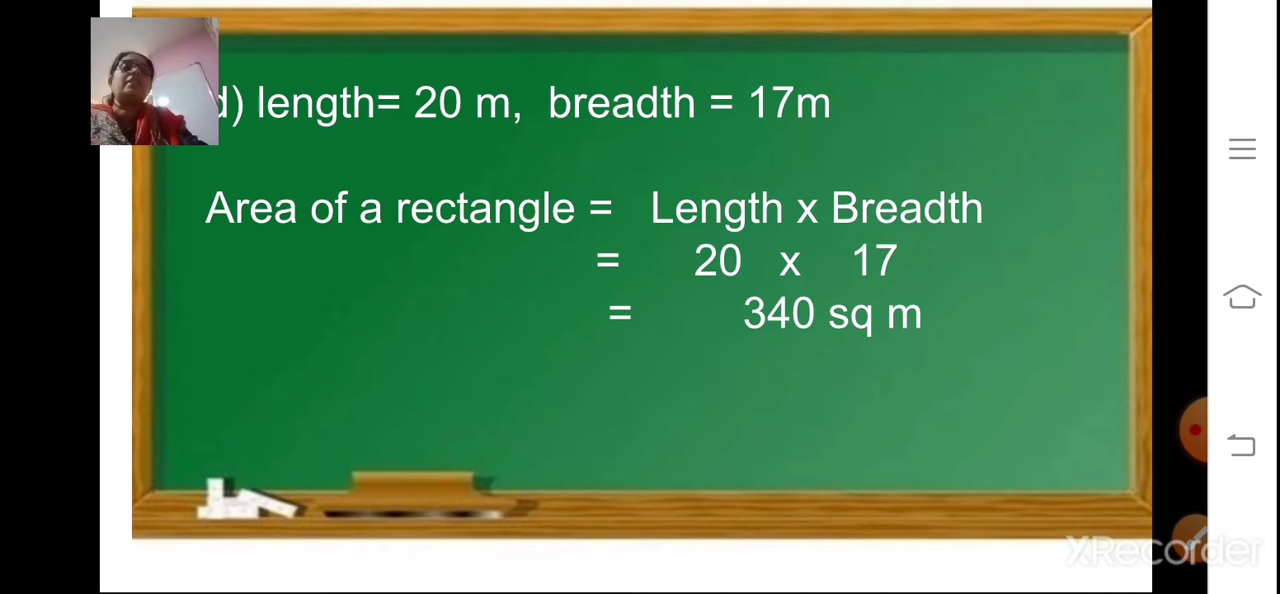 d) length= 20 m, breadth = 17m
Area of a rectangle = Length x Breadth
= 20 x 17
= 340 sq m
XRecorder